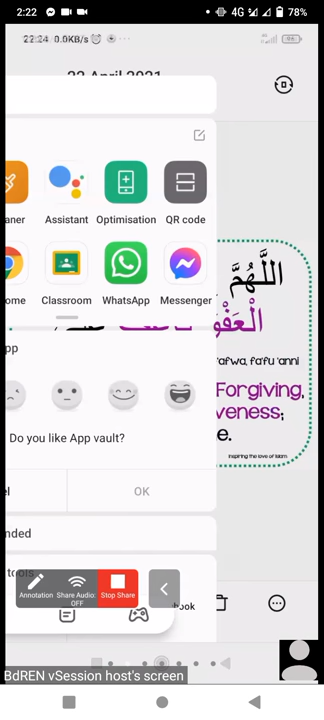 2:22
4G
78%
22:24 0.0KB/s
22 April 2021
aner
Assistant
Optimisation
QR code
ome
Classroom
WhatsApp
Messenger
اللَّهُمَّ
'afwa, fa'fu 'anni
Forgiving,
veness;
e.
Inspiring the love of Islam
pp
Do you like App vault?
el
OK
nded
tools
Annotation
Share Audio:
OFF
Stop Share
book
BdREN vSession host's screen